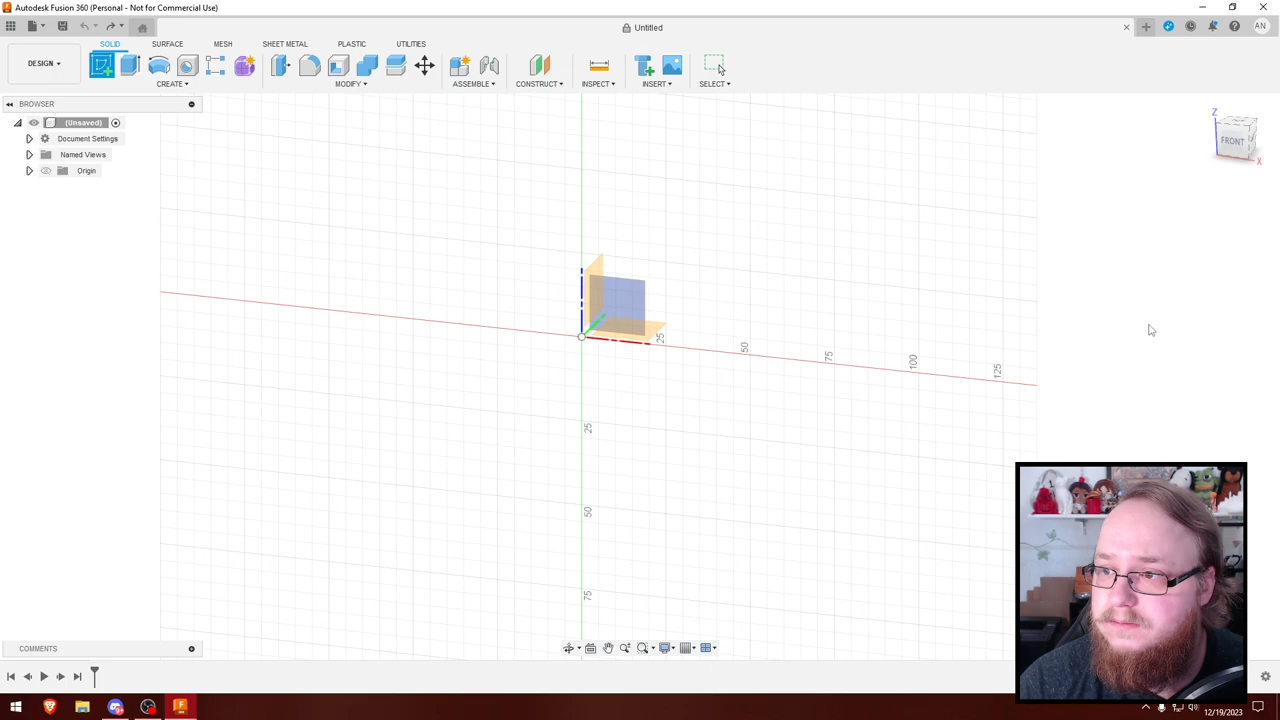 Autodesk Fusion 360 (Personal - Not for Commercial Use)
Untitled
AN
SOLID SURFACE MESH SHEET METAL PLASTIC UTILITIES
DESIGN
CREATE MODIFY ASSEMBLE CONSTRUCT INSPECT INSERT SELECT
BROWSER
(Unsaved)
Document Settings
Named Views
Origin
Z
FRONT
X
25
50
75
100
125
25
50
75
COMMENTS
12/19/2023